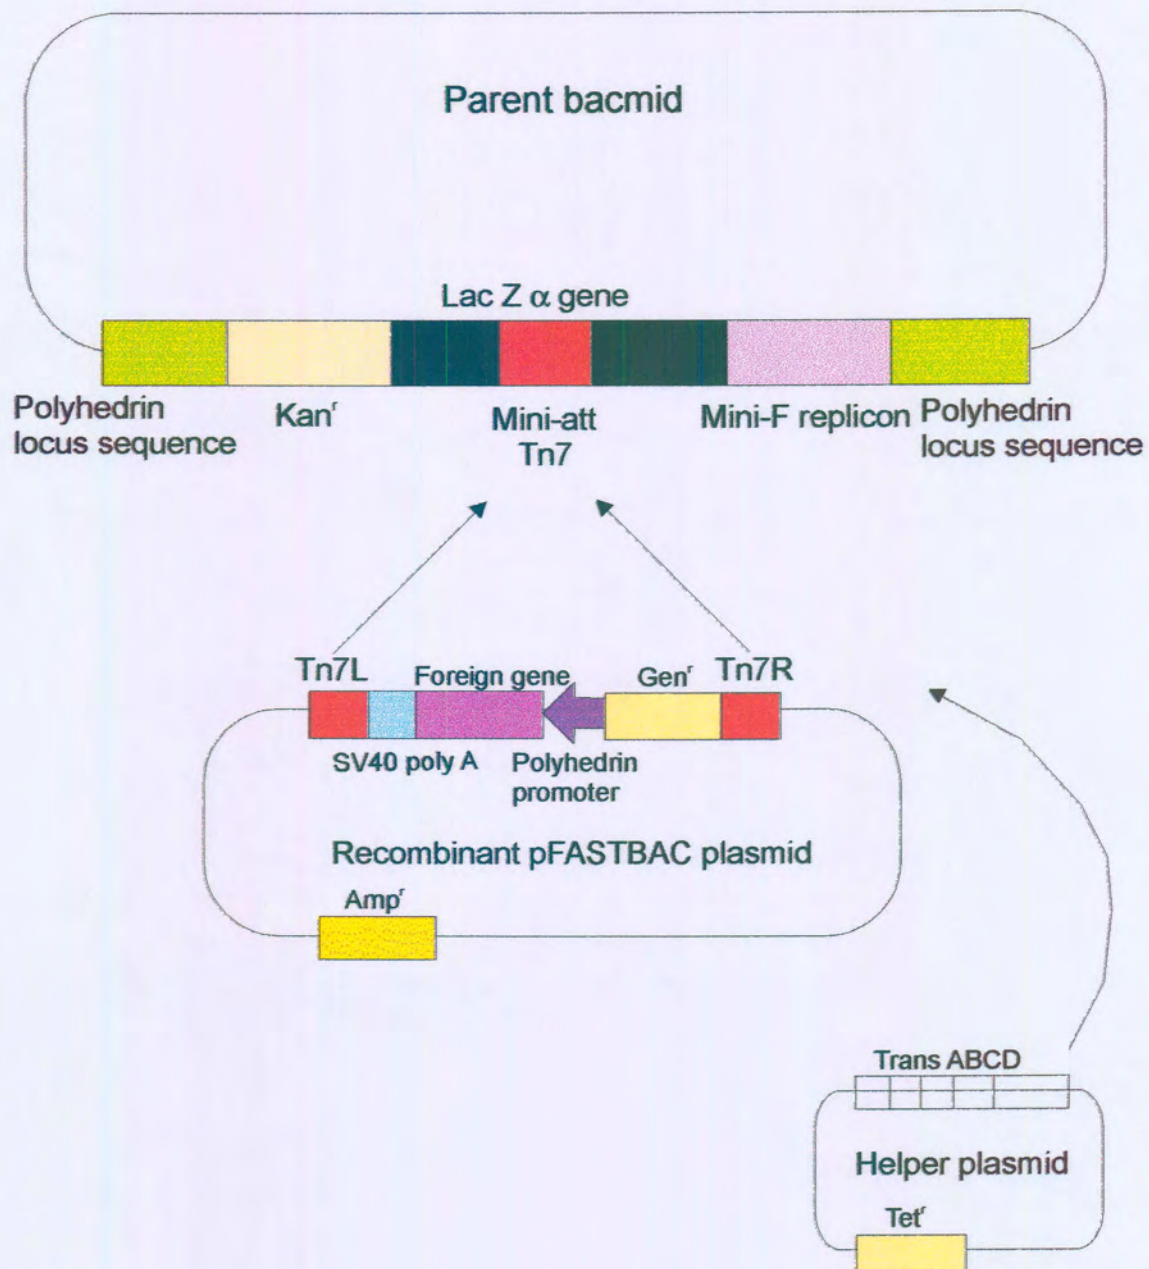 Parent bacmid
Lac Z α gene
Polyhedrin
locus sequence
Kanʳ
Mini-att
Tn7
Mini-F replicon
Polyhedrin
locus sequence
Tn7L
Foreign gene
Genʳ
Tn7R
SV40 poly A
Polyhedrin
promoter
Recombinant pFASTBAC plasmid
Ampʳ
Trans ABCD
Helper plasmid
Tetʳ